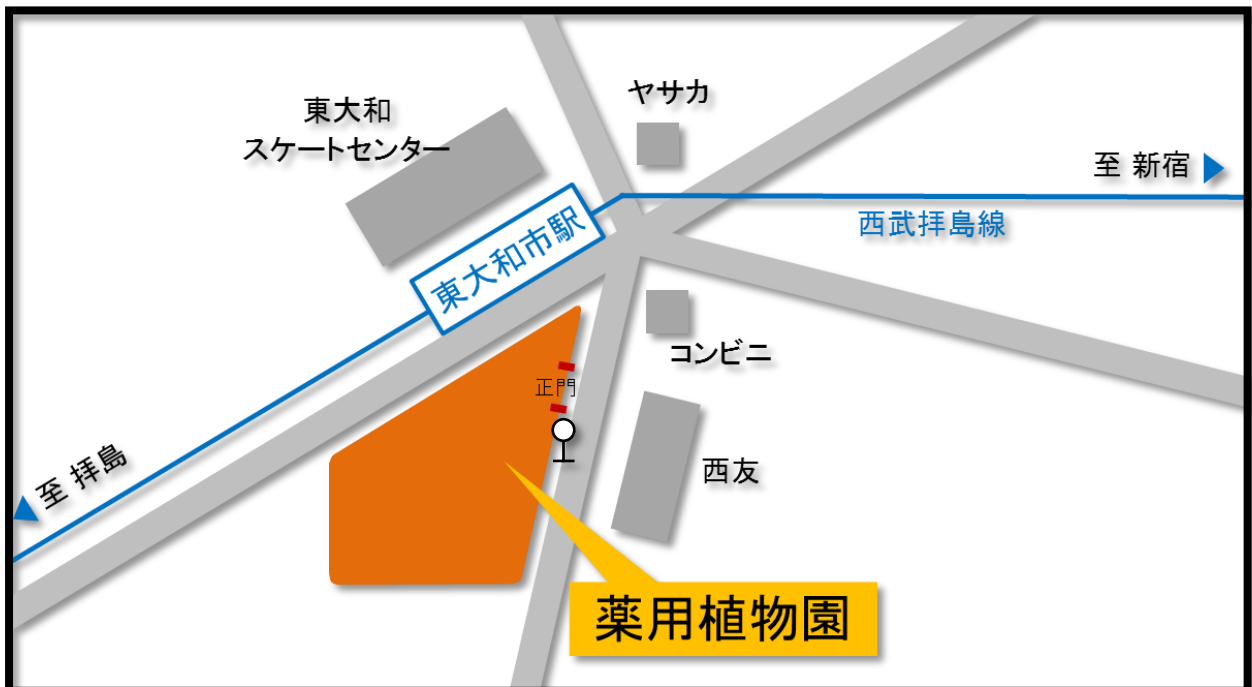 ヤサカ
東大和
スケートセンター
至 新宿
西武拝島線
東大和市駅
コンビニ
正門
至 拝島
西友
薬用植物園